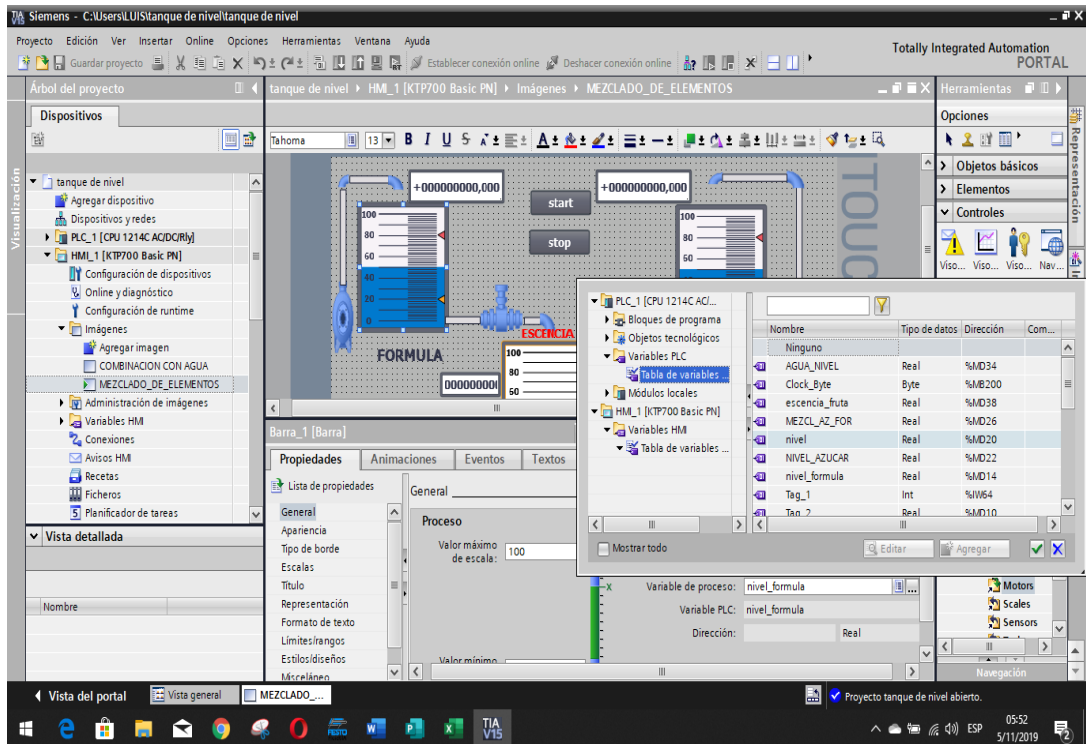 Siemens - C:\Users\LUIS\tanque de nivel\tanque de nivel
Proyecto Edición Ver Insertar Online Opciones Herramientas Ventana Ayuda
Totally Integrated Automation
PORTAL
Guardar proyecto
Establecer conexión online
Deshacer conexión online
Árbol del proyecto
tanque de nivel HMI_1 [KTP700 Basic PN] Imágenes MEZCLADO_DE_ELEMENTOS
Herramientas
Dispositivos
Opciones
Tahoma 13
Visualización
Representación
tanque de nivel
Agregar dispositivo
Dispositivos y redes
PLC_1 [CPU 1214C AC/DC/Rly]
HMI_1 [KTP700 Basic PN]
Configuración de dispositivos
Online y diagnóstico
Configuración de runtime
Imágenes
Agregar imagen
COMBINACION CON AGUA
MEZCLADO_DE_ELEMENTOS
Administración de imágenes
Variables HMI
Conexiones
Avisos HMI
Recetas
Ficheros
Planificador de tareas
Vista detallada
Nombre
+000000000,000
+000000000,000
start
stop
TOUC
100
80
60
40
20
0
100
80
60
FORMULA
ESCENCIA
100
80
60
000000000
Objetos básicos
Elementos
Controles
Viso... Viso... Viso... Nav...
PLC_1 [CPU 1214C AC/...
Bloques de programa
Objetos tecnológicos
Variables PLC
Tabla de variables ...
Módulos locales
HMI_1 [KTP700 Basic PN]
Variables HMI
Tabla de variables ...
Nombre Tipo de datos Dirección Com...
Ninguno
AGUA_NIVEL Real %MD34
Clock_Byte Byte %MB200
escencia_fruta Real %MD38
MEZCL_AZ_FOR Real %MD26
nivel Real %MD20
NIVEL_AZUCAR Real %MD22
nivel_formula Real %MD14
Tag_1 Int %IW64
Tag_2 Real %MD10
Mostrar todo
Editar
Agregar
Barra_1 [Barra]
Propiedades Animaciones Eventos Textos
Lista de propiedades
General
Apariencia
Tipo de borde
Escalas
Título
Representación
Formato de texto
Límites/rangos
Estilos/diseños
Misceláneo
General
Proceso
Valor máximo de escala: 100
Valor mínimo
Variable de proceso: nivel_formula
Variable PLC: nivel_formula
Dirección: Real
Motors
Scales
Sensors
Navegación
Vista del portal
Vista general
MEZCLADO_...
Proyecto tanque de nivel abierto.
FESTO
TIA V15
ESP
05:52
5/11/2019
2